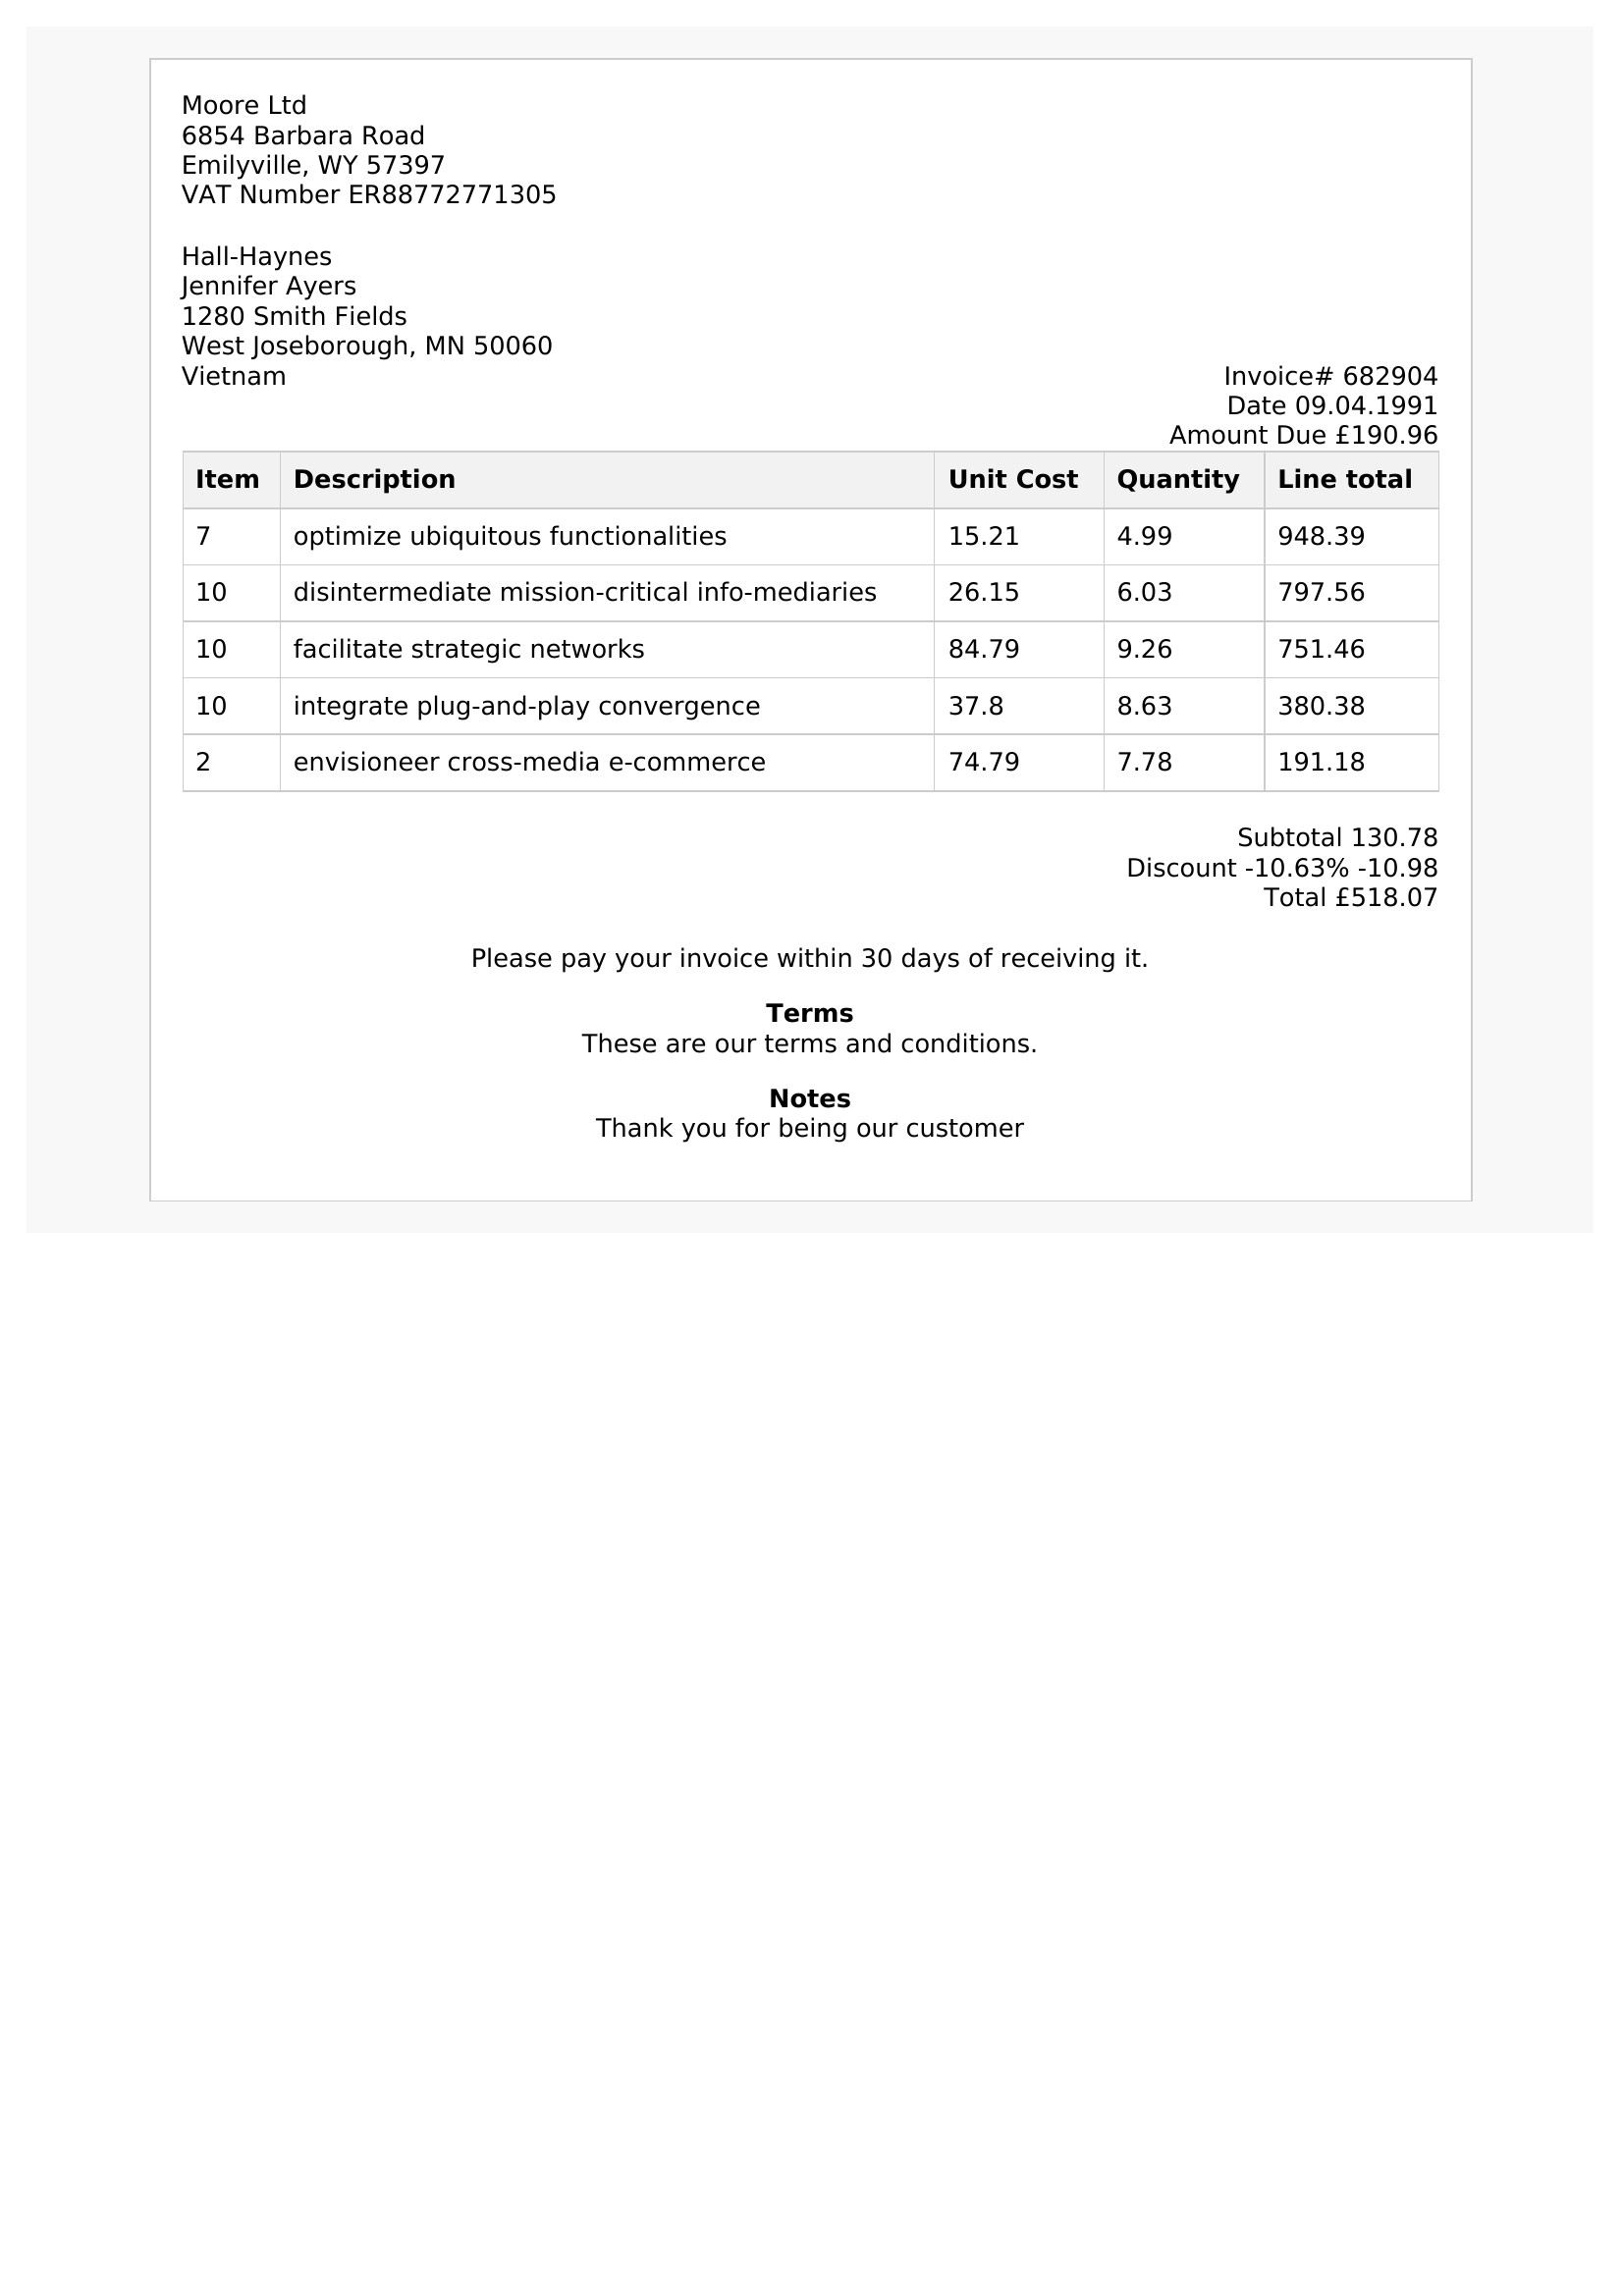 Moore Ltd
6854 Barbara Road
Emilyville, WY 57397
VAT Number ER88772771305
Hall-Haynes
Jennifer Ayers
1280 Smith Fields
West Joseborough, MN 50060
Vietnam
Invoice# 682904
Date 09.04.1991
Amount Due £190.96
Item Description Unit Cost Quantity Line total
7 optimize ubiquitous functionalities 15.21 4.99 948.39
10 disintermediate mission-critical info-mediaries 26.15 6.03 797.56
10 facilitate strategic networks 84.79 9.26 751.46
10 integrate plug-and-play convergence 37.8 8.63 380.38
2 envisioneer cross-media e-commerce 74.79 7.78 191.18
Subtotal 130.78
Discount -10.63% -10.98
Total £518.07
Please pay your invoice within 30 days of receiving it.
Terms
These are our terms and conditions.
Notes
Thank you for being our customer